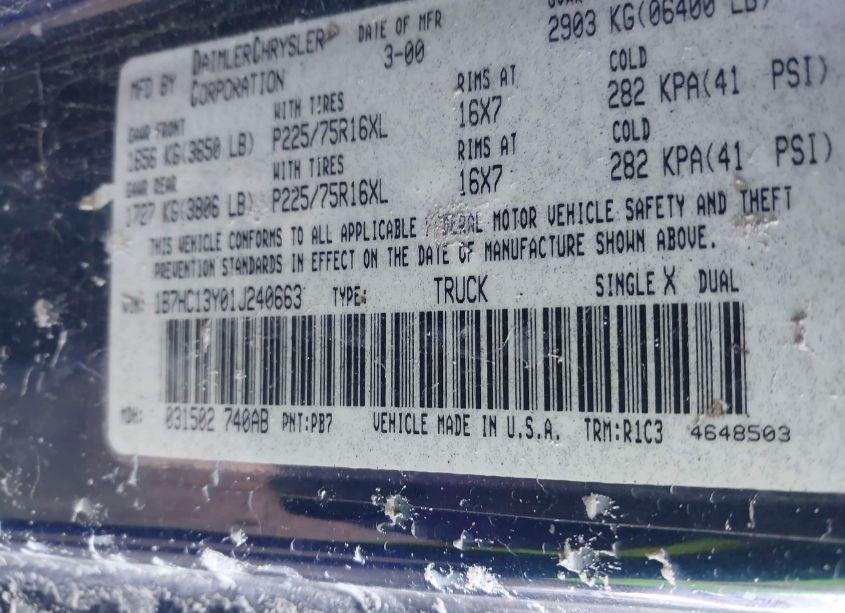 MFD BY DAIMLERCHRYSLER CORPORATION DATE OF MFR 3-00 2903 KG(06400 LB)
GAWR FRONT WITH TIRES RIMS AT COLD
1656 KG(3650 LB) P225/75R16XL 16X7 282 KPA(41 PSI)
GAWR REAR WITH TIRES RIMS AT COLD
1727 KG(3806 LB) P225/75R16XL 16X7 282 KPA(41 PSI)
THIS VEHICLE CONFORMS TO ALL APPLICABLE FEDERAL MOTOR VEHICLE SAFETY AND THEFT
PREVENTION STANDARDS IN EFFECT ON THE DATE OF MANUFACTURE SHOWN ABOVE.
VIN: 1B7HC13Y01J240663 TYPE: TRUCK SINGLE X DUAL
MDH: 031502 740AB PNT:PB7 VEHICLE MADE IN U.S.A. TRM:R1C3 4648503